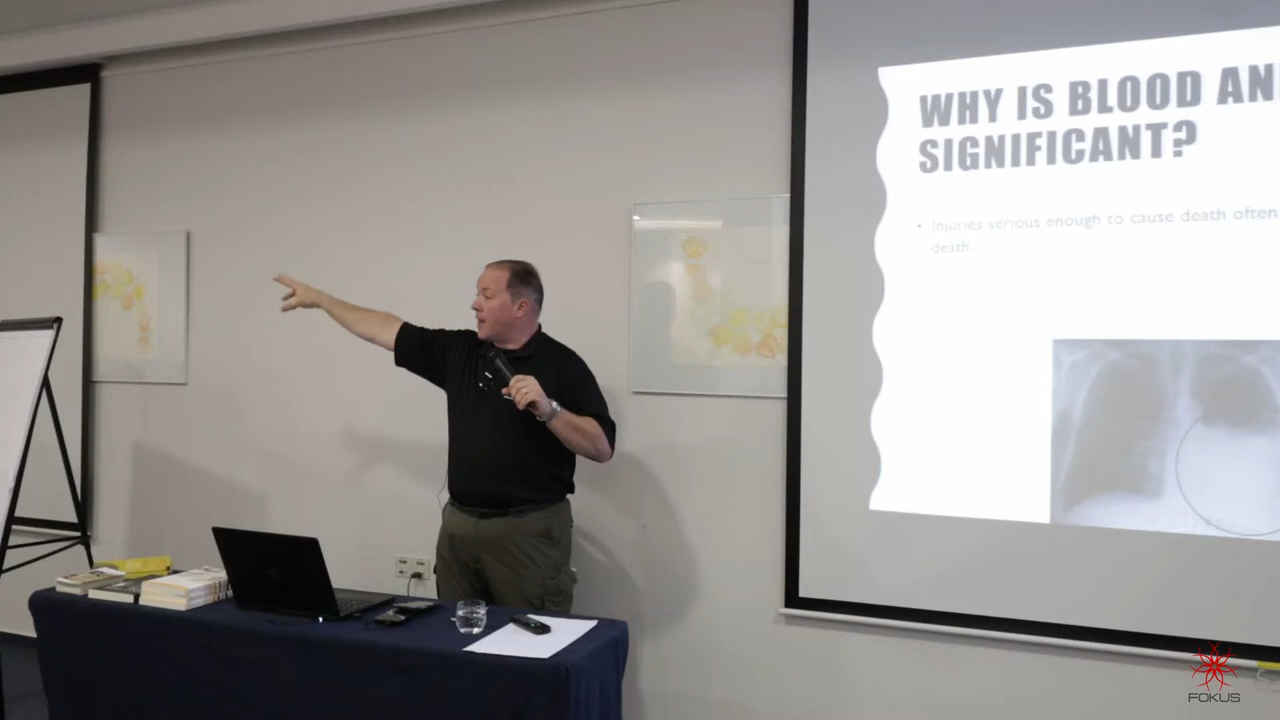 WHY IS BLOOD AN
SIGNIFICANT?
• Injuries serious enough to cause death often
death.
FOKUS